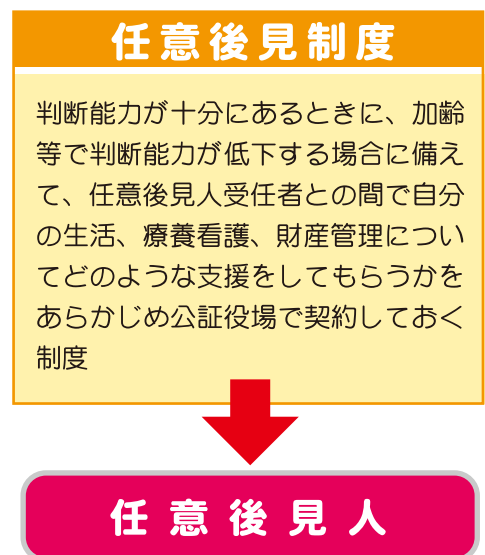 任意後見制度
判断能力が十分にあるときに、加齢
等で判断能力が低下する場合に備え
て、任意後見人受任者との間で自分
の生活、療養看護、財産管理につい
てどのような支援をしてもらうかを
あらかじめ公証役場で契約しておく
制度
任意後見人